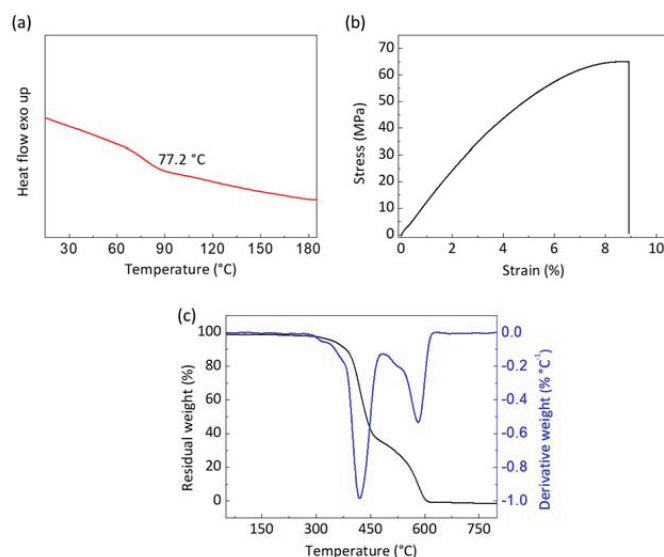 (a)
Heat flow exo up
77.2 °C
30 60 90 120 150 180
Temperature (°C)
(b)
Stress (MPa)
70
60
50
40
30
20
10
0
0 2 4 6 8 10
Strain (%)
(c)
Residual weight (%)
100
80
60
40
20
0
0.0
-0.2
-0.4
-0.6
-0.8
-1.0
Derivative weight (% °C⁻¹)
150 300 450 600 750
Temperature (°C)